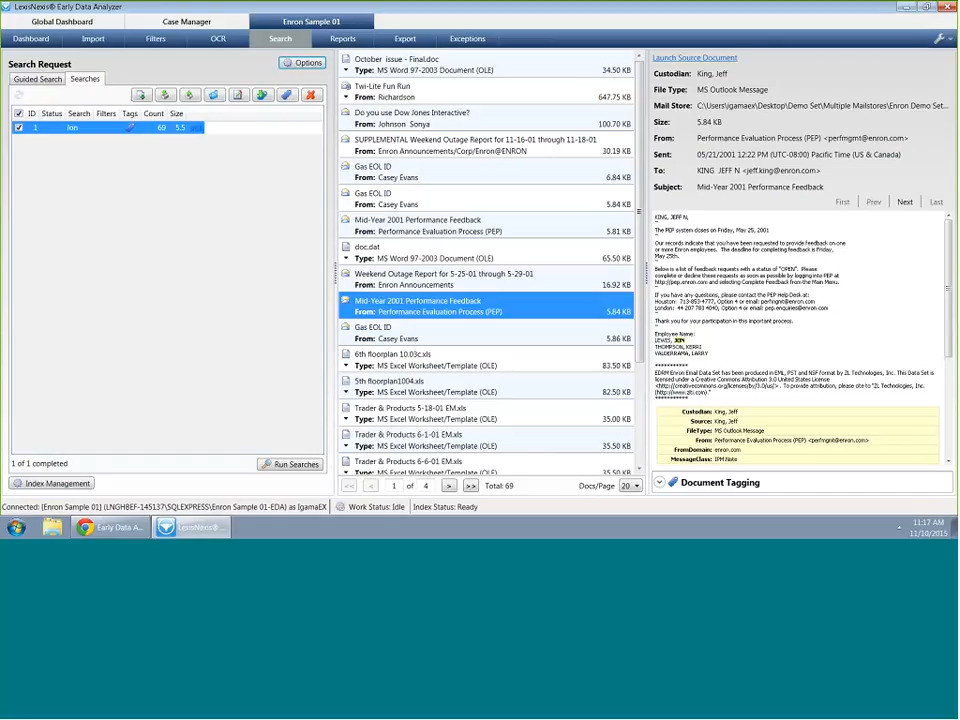 LexisNexis® Early Data Analyzer
Global Dashboard Case Manager Enron Sample 01
Dashboard Import Filters OCR Search Reports Export Exceptions
Search Request Options
Guided Search Searches
ID Status Search Filters Tags Count Size
1 Jon 69 5.5
1 of 1 completed Run Searches
Index Management
October issue - Final.doc
Type: MS Word 97-2003 Document (OLE) 34.50 KB
Twi-Lite Fun Run
From: Richardson 647.75 KB
Do you use Dow Jones Interactive?
From: Johnson Sonya 100.70 KB
SUPPLEMENTAL Weekend Outage Report for 11-16-01 through 11-18-01
From: Enron Announcements/Corp/Enron@ENRON 30.19 KB
Gas EOL ID
From: Casey Evans 6.84 KB
Gas EOL ID
From: Casey Evans 5.84 KB
Mid-Year 2001 Performance Feedback
From: Performance Evaluation Process (PEP) 5.81 KB
doc.dat
Type: MS Word 97-2003 Document (OLE) 65.50 KB
Weekend Outage Report for 5-25-01 through 5-29-01
From: Enron Announcements 16.92 KB
Mid-Year 2001 Performance Feedback
From: Performance Evaluation Process (PEP) 5.84 KB
Gas EOL ID
From: Casey Evans 5.86 KB
6th floorplan 10.03c.xls
Type: MS Excel Worksheet/Template (OLE) 83.50 KB
5th floorplan1004.xls
Type: MS Excel Worksheet/Template (OLE) 82.50 KB
Trader & Products 5-18-01 EM.xls
Type: MS Excel Worksheet/Template (OLE) 35.00 KB
Trader & Products 6-1-01 EM.xls
Type: MS Excel Worksheet/Template (OLE) 35.50 KB
Trader & Products 6-6-01 EM.xls
Type: MS Excel Worksheet/Template (OLE) 35.50 KB
<< < 1 of 4 > >> Total: 69 Docs/Page 20
Launch Source Document
Custodian: King, Jeff
File Type: MS Outlook Message
Mail Store: C:\Users\igamaex\Desktop\Demo Set\Multiple Mailstores\Enron Demo Set...
Size: 5.84 KB
From: Performance Evaluation Process (PEP) <perfmgmt@enron.com>
Sent: 05/21/2001 12:22 PM (UTC-08:00) Pacific Time (US & Canada)
To: KING JEFF N <jeff.king@enron.com>
Subject: Mid-Year 2001 Performance Feedback
First Prev Next Last
KING, JEFF N,
The PEP system closes on Friday, May 25, 2001
Our records indicate that you have been requested to provide feedback on one
or more Enron employees. The deadline for completing feedback is Friday,
May 25th.
Below is a list of feedback requests with a status of "OPEN". Please
complete or decline these requests as soon as possible by logging into PEP at
http://pep.enron.com and selecting Complete Feedback from the Main Menu.
If you have any questions, please contact the PEP Help Desk at:
Houston: 713-853-4777, Option 4 or email: perfmgmt@enron.com
London: 44 207 783 4040, Option 4 or email: pep.enquiries@enron.com
Thank you for your participation in this important process.
Employee Name:
LEWIS, JON
THOMPSON, KERRI
VALDERRAMA, LARRY
***********
EDRM Enron Email Data Set has been produced in EML, PST and NSF format by ZL Technologies, Inc. This Data Set is
licensed under a Creative Commons Attribution 3.0 United States License
<http://creativecommons.org/licenses/by/3.0/us/> . To provide attribution, please cite to "ZL Technologies, Inc.
(http://www.zlti.com)."
***********
Custodian: King, Jeff
Source: King, Jeff
FileType: MS Outlook Message
From: Performance Evaluation Process (PEP) <perfmgmt@enron.com>
FromDomain: enron.com
MessageClass: IPM.Note
Document Tagging
Connected: [Enron Sample 01] (LNGHBEF-145137\SQLEXPRESS\Enron Sample 01-EDA) as IgamaEX Work Status: Idle Index Status: Ready
Early Data A... LexisNexis® ...
11:17 AM
11/10/2015